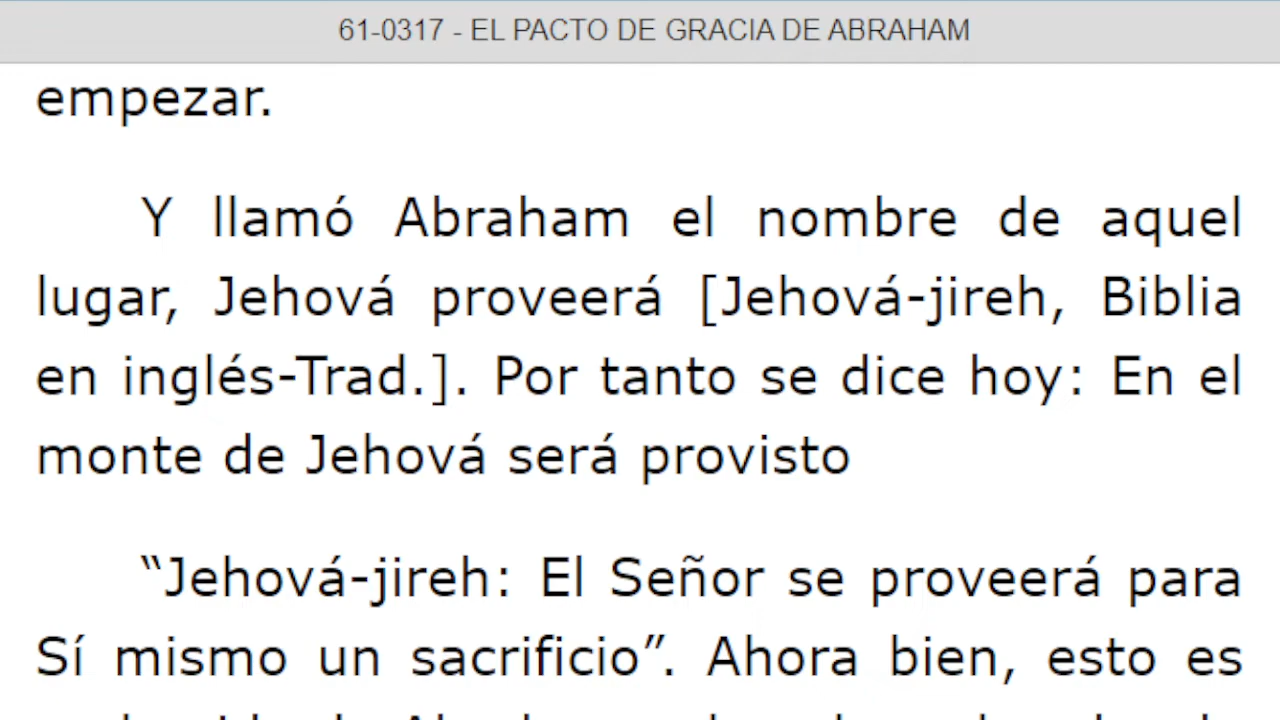 61-0317 - EL PACTO DE GRACIA DE ABRAHAM
empezar.
Y llamó Abraham el nombre de aquel
lugar, Jehová proveerá [Jehová-jireh, Biblia
en inglés-Trad.]. Por tanto se dice hoy: En el
monte de Jehová será provisto
“Jehová-jireh: El Señor se proveerá para
Sí mismo un sacrificio”. Ahora bien, esto es